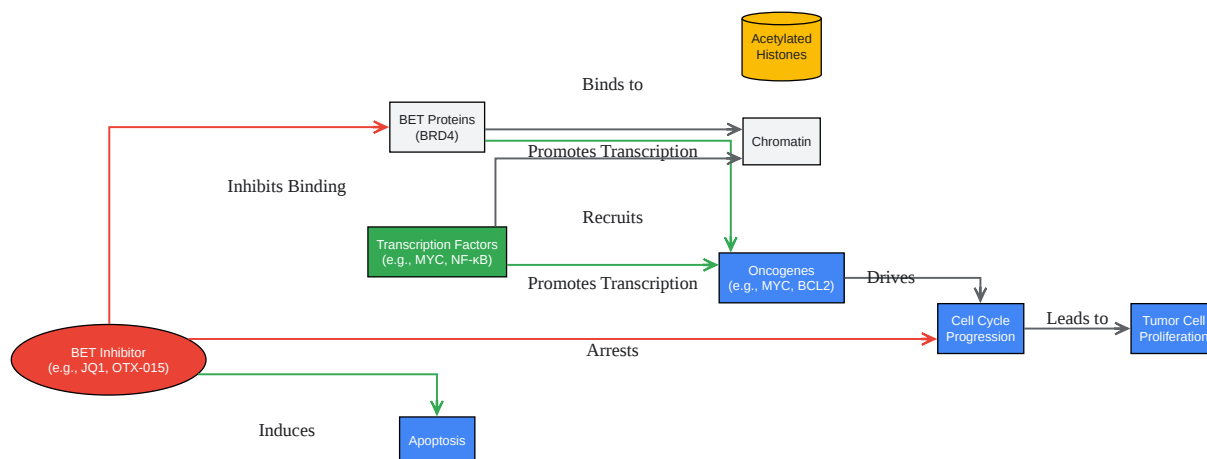 Acetylated
Histones
Binds to
BET Proteins
(BRD4)
Chromatin
Promotes Transcription
Inhibits Binding
Recruits
Transcription Factors
(e.g., MYC, NF-κB)
Oncogenes
(e.g., MYC, BCL2)
Drives
Promotes Transcription
Cell Cycle
Progression
Leads to
Tumor Cell
Proliferation
BET Inhibitor
(e.g., JQ1, OTX-015)
Arrests
Induces
Apoptosis